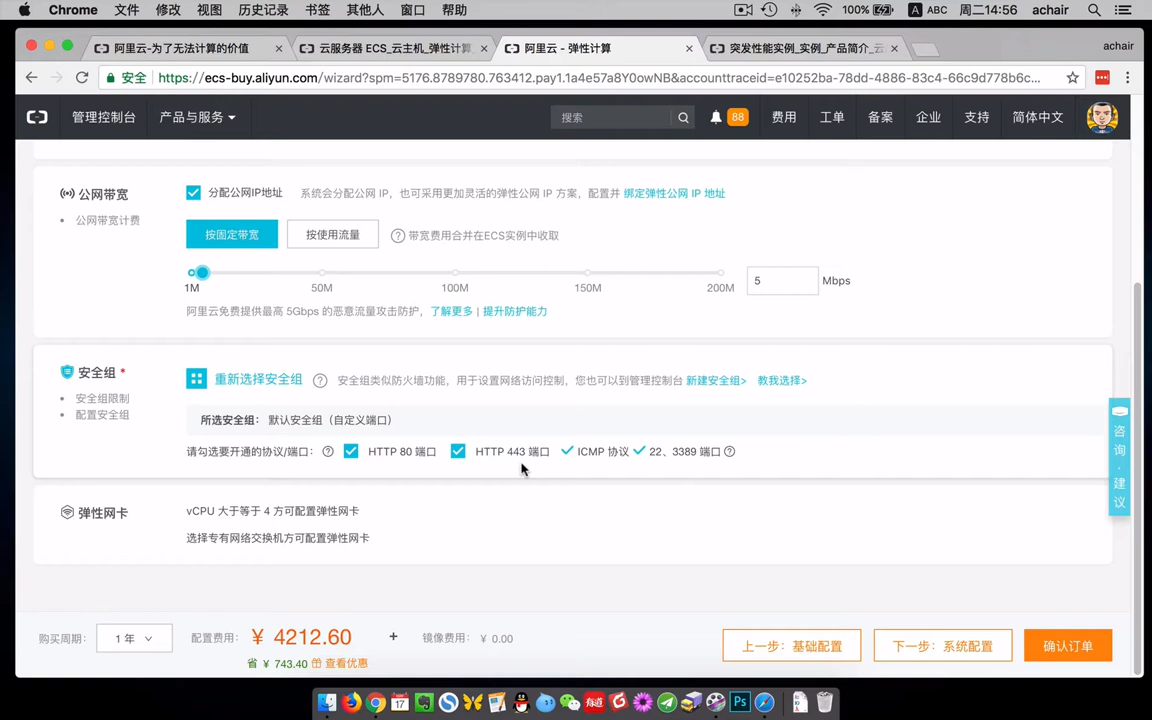 Chrome 文件 修改 视图 历史记录 书签 其他人 窗口 帮助 100% A ABC 周二14:56 achair
阿里云-为了无法计算的价值 × 云服务器 ECS_云主机_弹性计算 × 阿里云 - 弹性计算 × 突发性能实例_实例_产品简介_云 × achair
安全 https://ecs-buy.aliyun.com/wizard?spm=5176.8789780.763412.pay1.1a4e57a8Y0owNB&accounttraceid=e10252ba-78dd-4886-83c4-66c9d778b6c...
管理控制台 产品与服务 搜索 88 费用 工单 备案 企业 支持 简体中文
公网带宽
• 公网带宽计费
分配公网IP地址 系统会分配公网 IP，也可采用更加灵活的弹性公网 IP 方案，配置并 绑定弹性公网 IP 地址
按固定带宽 按使用流量 ? 带宽费用合并在ECS实例中收取
1M 50M 100M 150M 200M 5 Mbps
阿里云免费提供最高 5Gbps 的恶意流量攻击防护，了解更多 | 提升防护能力
安全组 *
• 安全组限制
• 配置安全组
重新选择安全组 ? 安全组类似防火墙功能，用于设置网络访问控制，您也可以到管理控制台 新建安全组> 教我选择>
所选安全组： 默认安全组（自定义端口）
请勾选要开通的协议/端口： ? HTTP 80 端口 HTTP 443 端口 ICMP 协议 22、3389 端口 ?
咨询·建议
弹性网卡
vCPU 大于等于 4 方可配置弹性网卡
选择专有网络交换机方可配置弹性网卡
购买周期: 1 年 配置费用: ¥ 4212.60 + 镜像费用: ¥ 0.00
省 ¥ 743.40 查看优惠
上一步：基础配置 下一步：系统配置 确认订单
17 有道 Ps